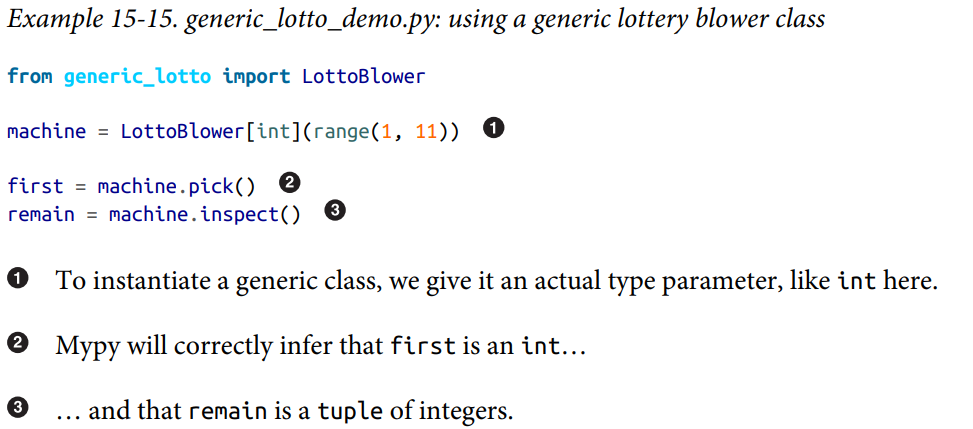 Example 15-15. generic_lotto_demo.py: using a generic lottery blower class
from generic_lotto import LottoBlower
machine = LottoBlower[int](range(1, 11)) ❶
first = machine.pick() ❷
remain = machine.inspect() ❸
❶ To instantiate a generic class, we give it an actual type parameter, like int here.
❷ Mypy will correctly infer that first is an int…
❸ … and that remain is a tuple of integers.